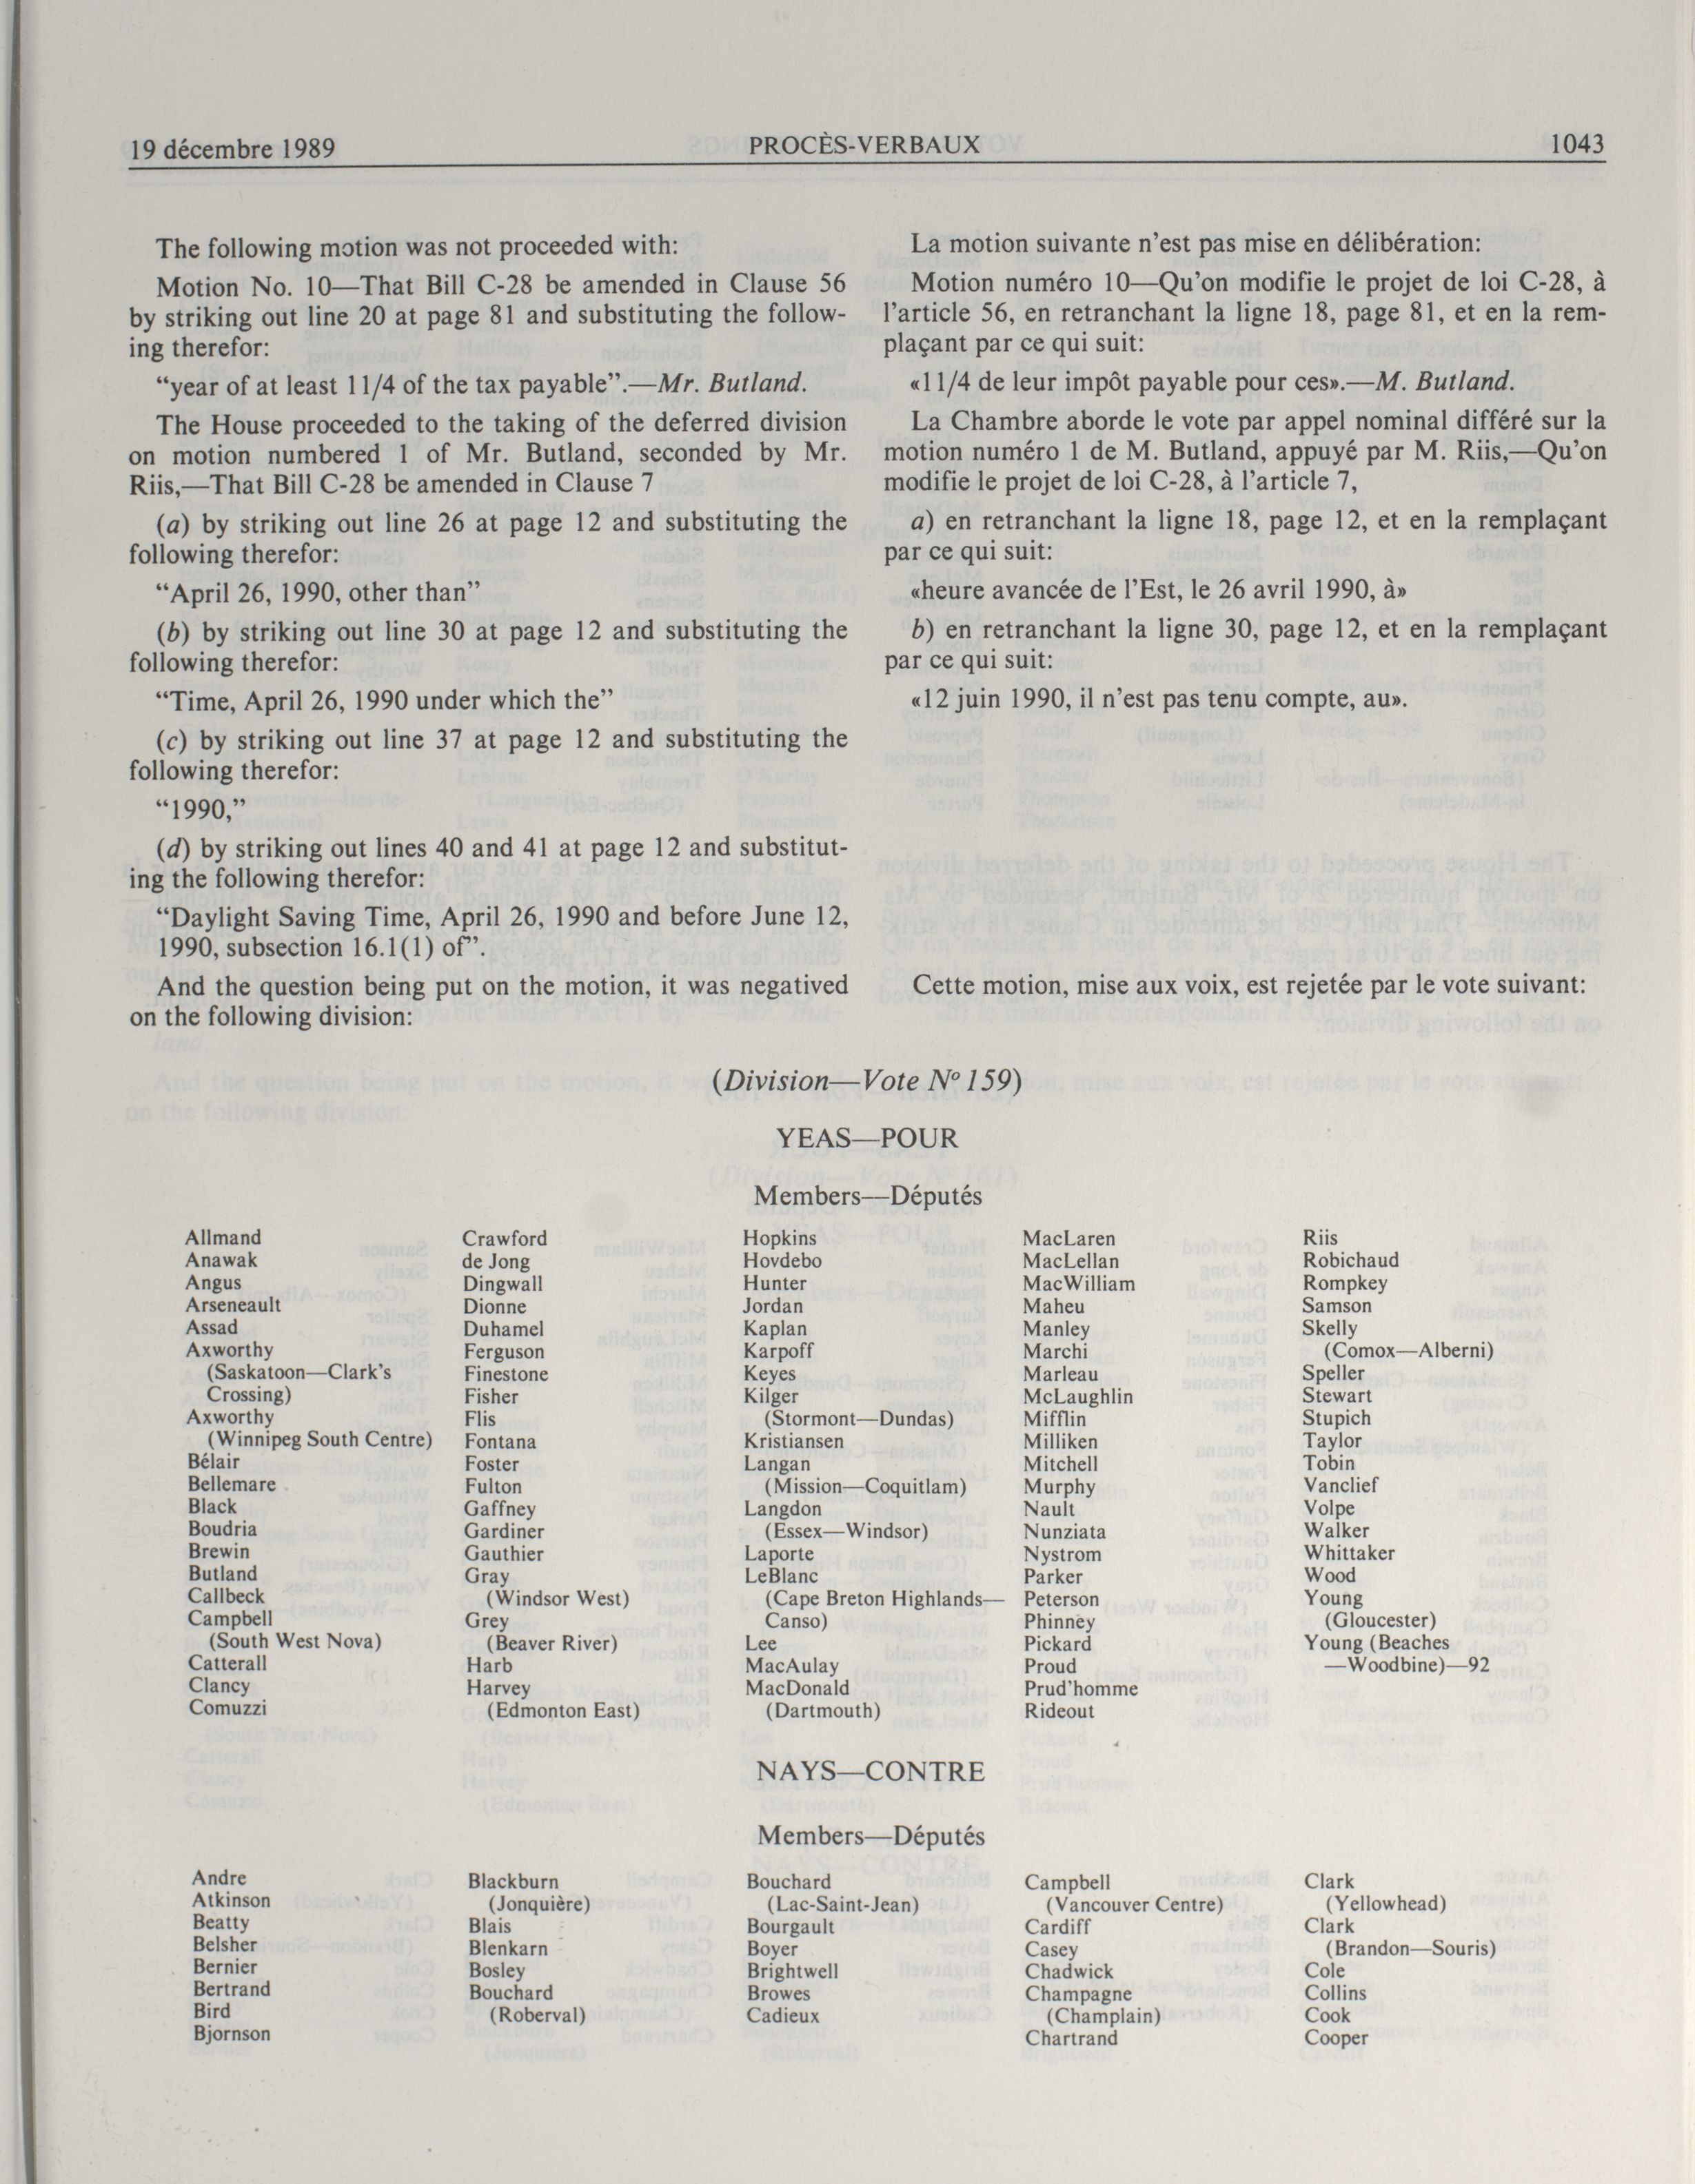 19 décembre 1989
PROCÈS-VERBAUX
1043
The following motion was not proceeded with:
Motion No. 10—That Bill C-28 be amended in Clause 56
by striking out line 20 at page 81 and substituting the follow-
ing therefor:
“year of at least 11/4 of the tax payable”.—Mr. Butland.
The House proceeded to the taking of the deferred division
on motion numbered 1 of Mr. Butland, seconded by Mr.
Riis,—That Bill C-28 be amended in Clause 7
(a) by striking out line 26 at page 12 and substituting the
following therefor:
“April 26, 1990, other than”
(b) by striking out line 30 at page 12 and substituting the
following therefor:
“Time, April 26, 1990 under which the”
(c) by striking out line 37 at page 12 and substituting the
following therefor:
“1990,”
(d) by striking out lines 40 and 41 at page 12 and substitut-
ing the following therefor:
“Daylight Saving Time, April 26, 1990 and before June 12,
1990, subsection 16.1(1) of”.
And the question being put on the motion, it was negatived
on the following division:
La motion suivante n’est pas mise en délibération:
Motion numéro 10—Qu’on modifie le projet de loi C-28, à
l’article 56, en retranchant la ligne 18, page 81, et en la rem-
plaçant par ce qui suit:
«11/4 de leur impôt payable pour ces».—M. Butland.
La Chambre aborde le vote par appel nominal différé sur la
motion numéro 1 de M. Butland, appuyé par M. Riis,—Qu’on
modifie le projet de loi C-28, à l’article 7,
a) en retranchant la ligne 18, page 12, et en la remplaçant
par ce qui suit:
«heure avancée de l’Est, le 26 avril 1990, à»
b) en retranchant la ligne 30, page 12, et en la remplaçant
par ce qui suit:
«12 juin 1990, il n’est pas tenu compte, au».
Cette motion, mise aux voix, est rejetée par le vote suivant:
(Division—Vote Nº 159)
YEAS—POUR
Members—Députés
Allmand
Anawak
Angus
Arseneault
Assad
Axworthy
(Saskatoon—Clark’s
Crossing)
Axworthy
(Winnipeg South Centre)
Bélair
Bellemare
Black
Boudria
Brewin
Butland
Callbeck
Campbell
(South West Nova)
Catterall
Clancy
Comuzzi
Crawford
de Jong
Dingwall
Dionne
Duhamel
Ferguson
Finestone
Fisher
Flis
Fontana
Foster
Fulton
Gaffney
Gardiner
Gauthier
Gray
(Windsor West)
Grey
(Beaver River)
Harb
Harvey
(Edmonton East)
Hopkins
Hovdebo
Hunter
Jordan
Kaplan
Karpoff
Keyes
Kilger
(Stormont—Dundas)
Kristiansen
Langan
(Mission—Coquitlam)
Langdon
(Essex—Windsor)
Laporte
LeBlanc
(Cape Breton Highlands—
Canso)
Lee
MacAulay
MacDonald
(Dartmouth)
MacLaren
MacLellan
MacWilliam
Maheu
Manley
Marchi
Marleau
McLaughlin
Mifflin
Milliken
Mitchell
Murphy
Nault
Nunziata
Nystrom
Parker
Peterson
Phinney
Pickard
Proud
Prud’homme
Rideout
Riis
Robichaud
Rompkey
Samson
Skelly
(Comox—Alberni)
Speller
Stewart
Stupich
Taylor
Tobin
Vanclief
Volpe
Walker
Whittaker
Wood
Young
(Gloucester)
Young (Beaches
—Woodbine)—92
NAYS—CONTRE
Members—Députés
Andre
Atkinson
Beatty
Belsher
Bernier
Bertrand
Bird
Bjornson
Blackburn
(Jonquière)
Blais
Blenkarn
Bosley
Bouchard
(Roberval)
Bouchard
(Lac-Saint-Jean)
Bourgault
Boyer
Brightwell
Browes
Cadieux
Campbell
(Vancouver Centre)
Cardiff
Casey
Chadwick
Champagne
(Champlain)
Chartrand
Clark
(Yellowhead)
Clark
(Brandon—Souris)
Cole
Collins
Cook
Cooper